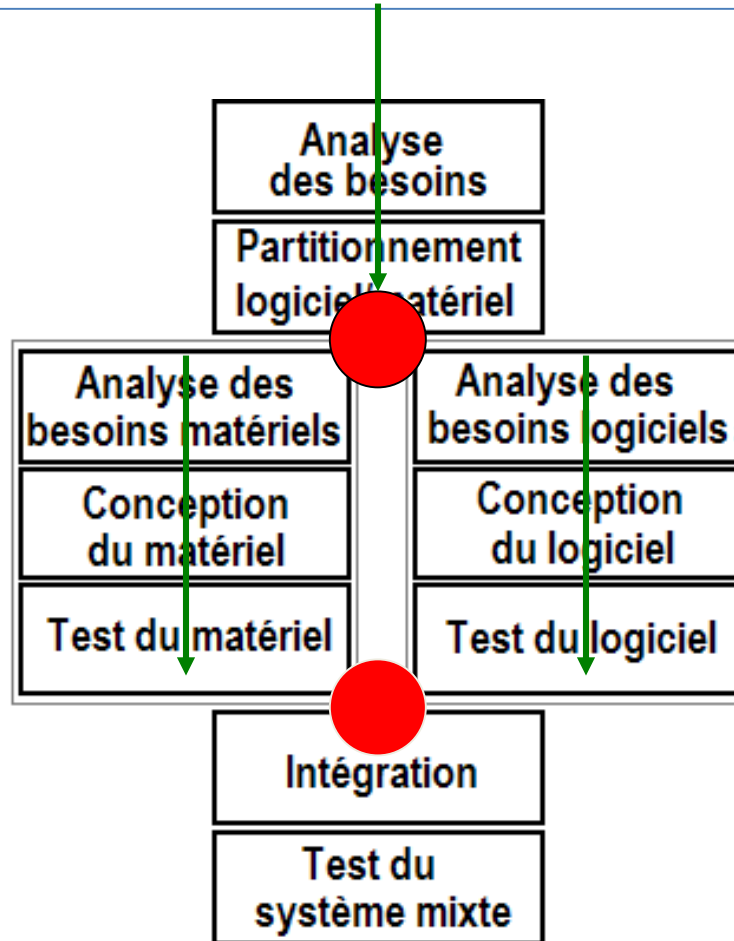 Analyse
des besoins
Partitionnement
logiciel/matériel
Analyse des
besoins matériels
Conception
du matériel
Test du matériel
Analyse des
besoins logiciels
Conception
du logiciel
Test du logiciel
Intégration
Test du
système mixte